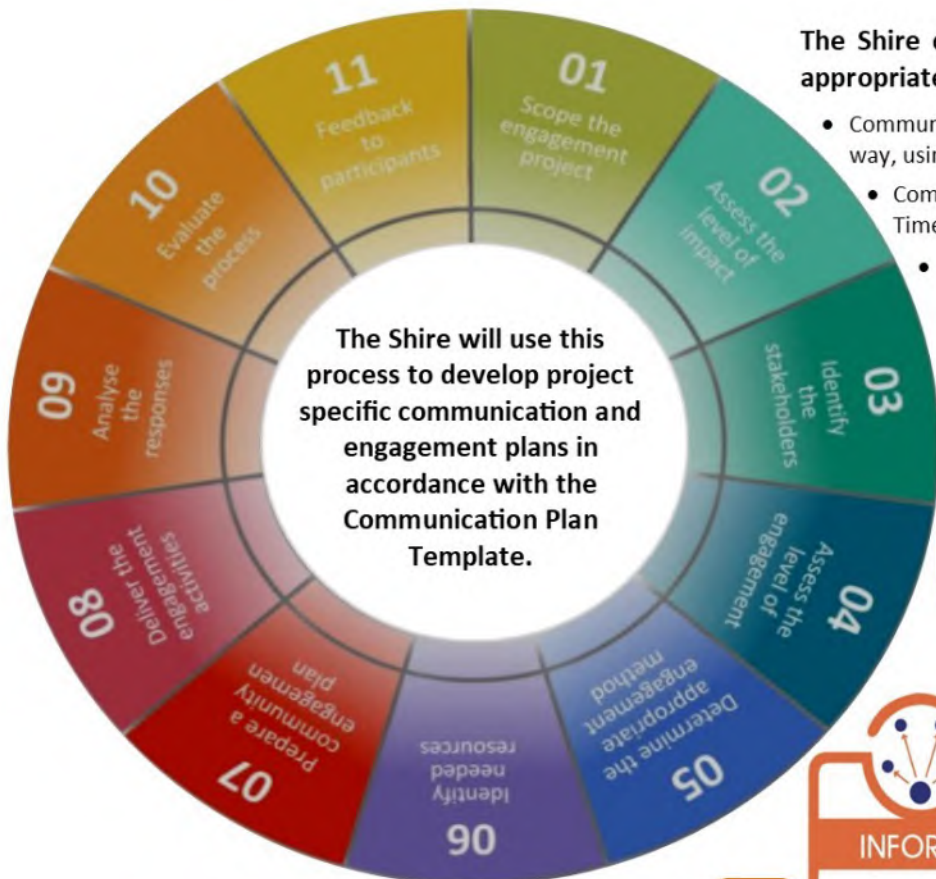 01
Scope the
engagement
project
02
Assess the
level of
impact
03
Identify
the
stakeholders
04
Assess the
level of
engagement
05
Determine the
appropriate
engagement
method
06
Identify
needed
resources
07
Prepare a
community
engagemen
plan
08
Deliver the
engagement
activities
09
Analyse
the
responses
10
Evaluate
the
process
11
Feedback
to
participants
The Shire will use this
process to develop project
specific communication and
engagement plans in
accordance with the
Communication Plan
Template.
The Shire
appropriate
• Commun
way, usin
• Com
Time
•
INFOR